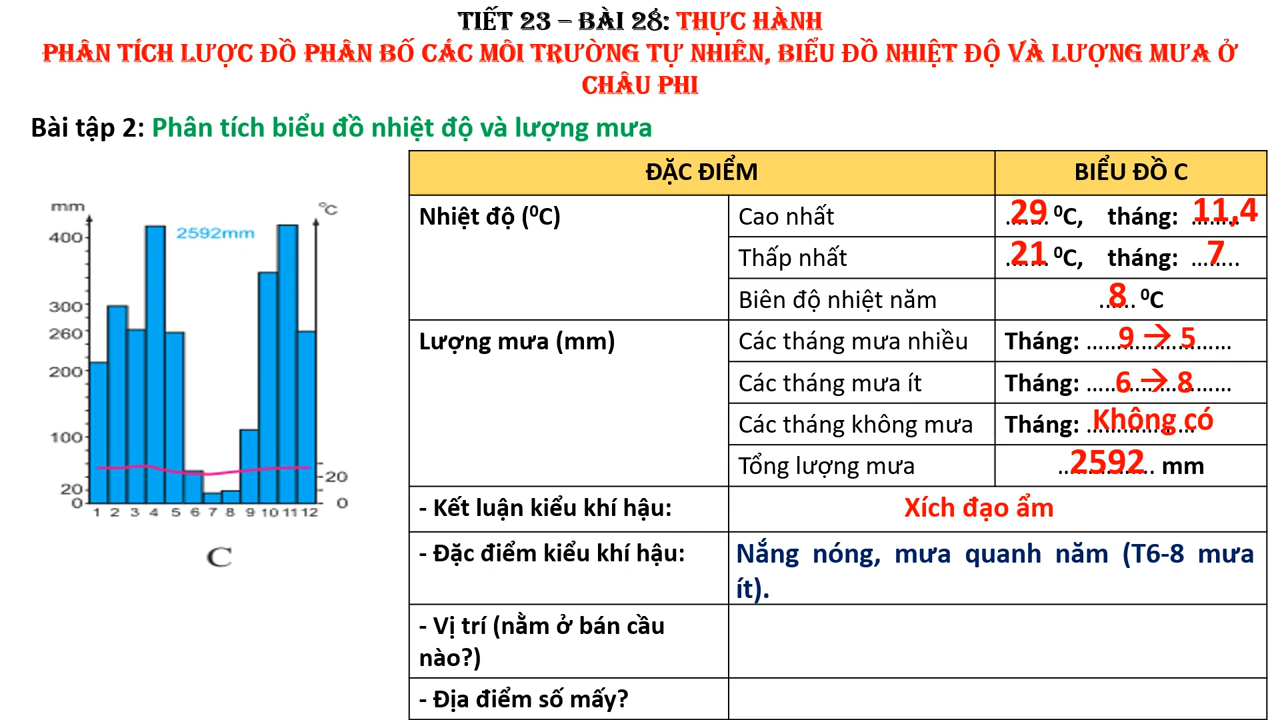 TIẾT 23 – BÀI 28: THỰC HÀNH
PHÂN TÍCH LƯỢC ĐỒ PHÂN BỐ CÁC MÔI TRƯỜNG TỰ NHIÊN, BIỂU ĐỒ NHIỆT ĐỘ VÀ LƯỢNG MƯA Ở
CHÂU PHI
Bài tập 2: Phân tích biểu đồ nhiệt độ và lượng mưa
mm
°C
2592mm
400
300
260
200
100
20
0
20
0
1 2 3 4 5 6 7 8 9 10 11 12
C
ĐẶC ĐIỂM BIỂU ĐỒ C
Nhiệt độ (⁰C) Cao nhất 29 ⁰C, tháng: 11,4
Thấp nhất 21 ⁰C, tháng: 7
Biên độ nhiệt năm 8 ⁰C
Lượng mưa (mm) Các tháng mưa nhiều Tháng: 9 → 5
Các tháng mưa ít Tháng: 6 → 8
Các tháng không mưa Tháng: Không có
Tổng lượng mưa 2592 mm
- Kết luận kiểu khí hậu: Xích đạo ẩm
- Đặc điểm kiểu khí hậu: Nắng nóng, mưa quanh năm (T6-8 mưa
ít).
- Vị trí (nằm ở bán cầu
nào?)
- Địa điểm số mấy?